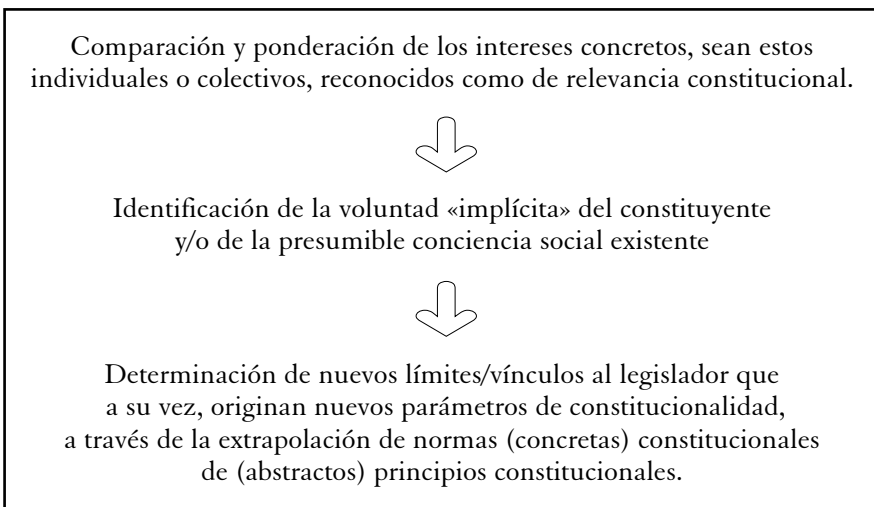 Comparación y ponderación de los intereses concretos, sean estos
individuales o colectivos, reconocidos como de relevancia constitucional.
Identificación de la voluntad «implícita» del constituyente
y/o de la presumible conciencia social existente
Determinación de nuevos límites/vínculos al legislador que
a su vez, originan nuevos parámetros de constitucionalidad,
a través de la extrapolación de normas (concretas) constitucionales
de (abstractos) principios constitucionales.